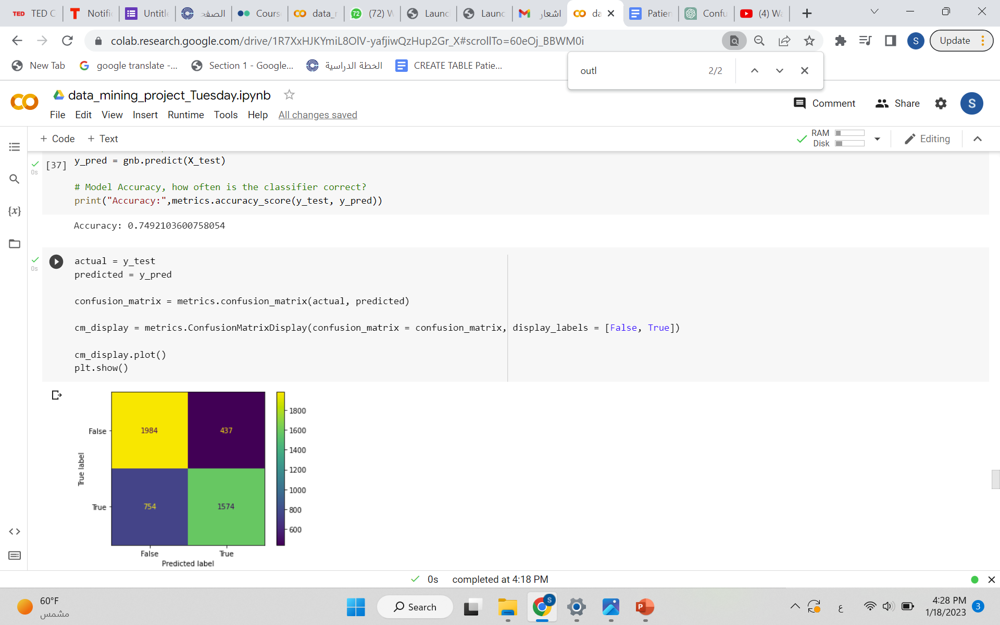 TED C
Notifi
Untitle
الصفحـ
Cours
data_r
72 (72) W
Launc
Launc
اشعار
da
Patien
Confu
(4) Wa
colab.research.google.com/drive/1R7XxHJKYmiL8OlV-yafjiwQzHup2Gr_X#scrollTo=60eOj_BBWM0i
S
Update
New Tab
google translate -...
Section 1 - Google...
الخطة الدراسية
CREATE TABLE Patie...
outl 2/2
data_mining_project_Tuesday.ipynb
File Edit View Insert Runtime Tools Help All changes saved
Comment
Share
S
+ Code + Text
RAM
Disk
Editing
{x}
0s
[37]
y_pred = gnb.predict(X_test)
# Model Accuracy, how often is the classifier correct?
print("Accuracy:",metrics.accuracy_score(y_test, y_pred))
Accuracy: 0.7492103600758054
0s
actual = y_test
predicted = y_pred
confusion_matrix = metrics.confusion_matrix(actual, predicted)
cm_display = metrics.ConfusionMatrixDisplay(confusion_matrix = confusion_matrix, display_labels = [False, True])
cm_display.plot()
plt.show()
1984
437
754
1574
False
True
True label
False
True
Predicted label
1800
1600
1400
1200
1000
800
600
0s completed at 4:18 PM
60°F
مشمس
Search
S
ع
4:28 PM
1/18/2023
3